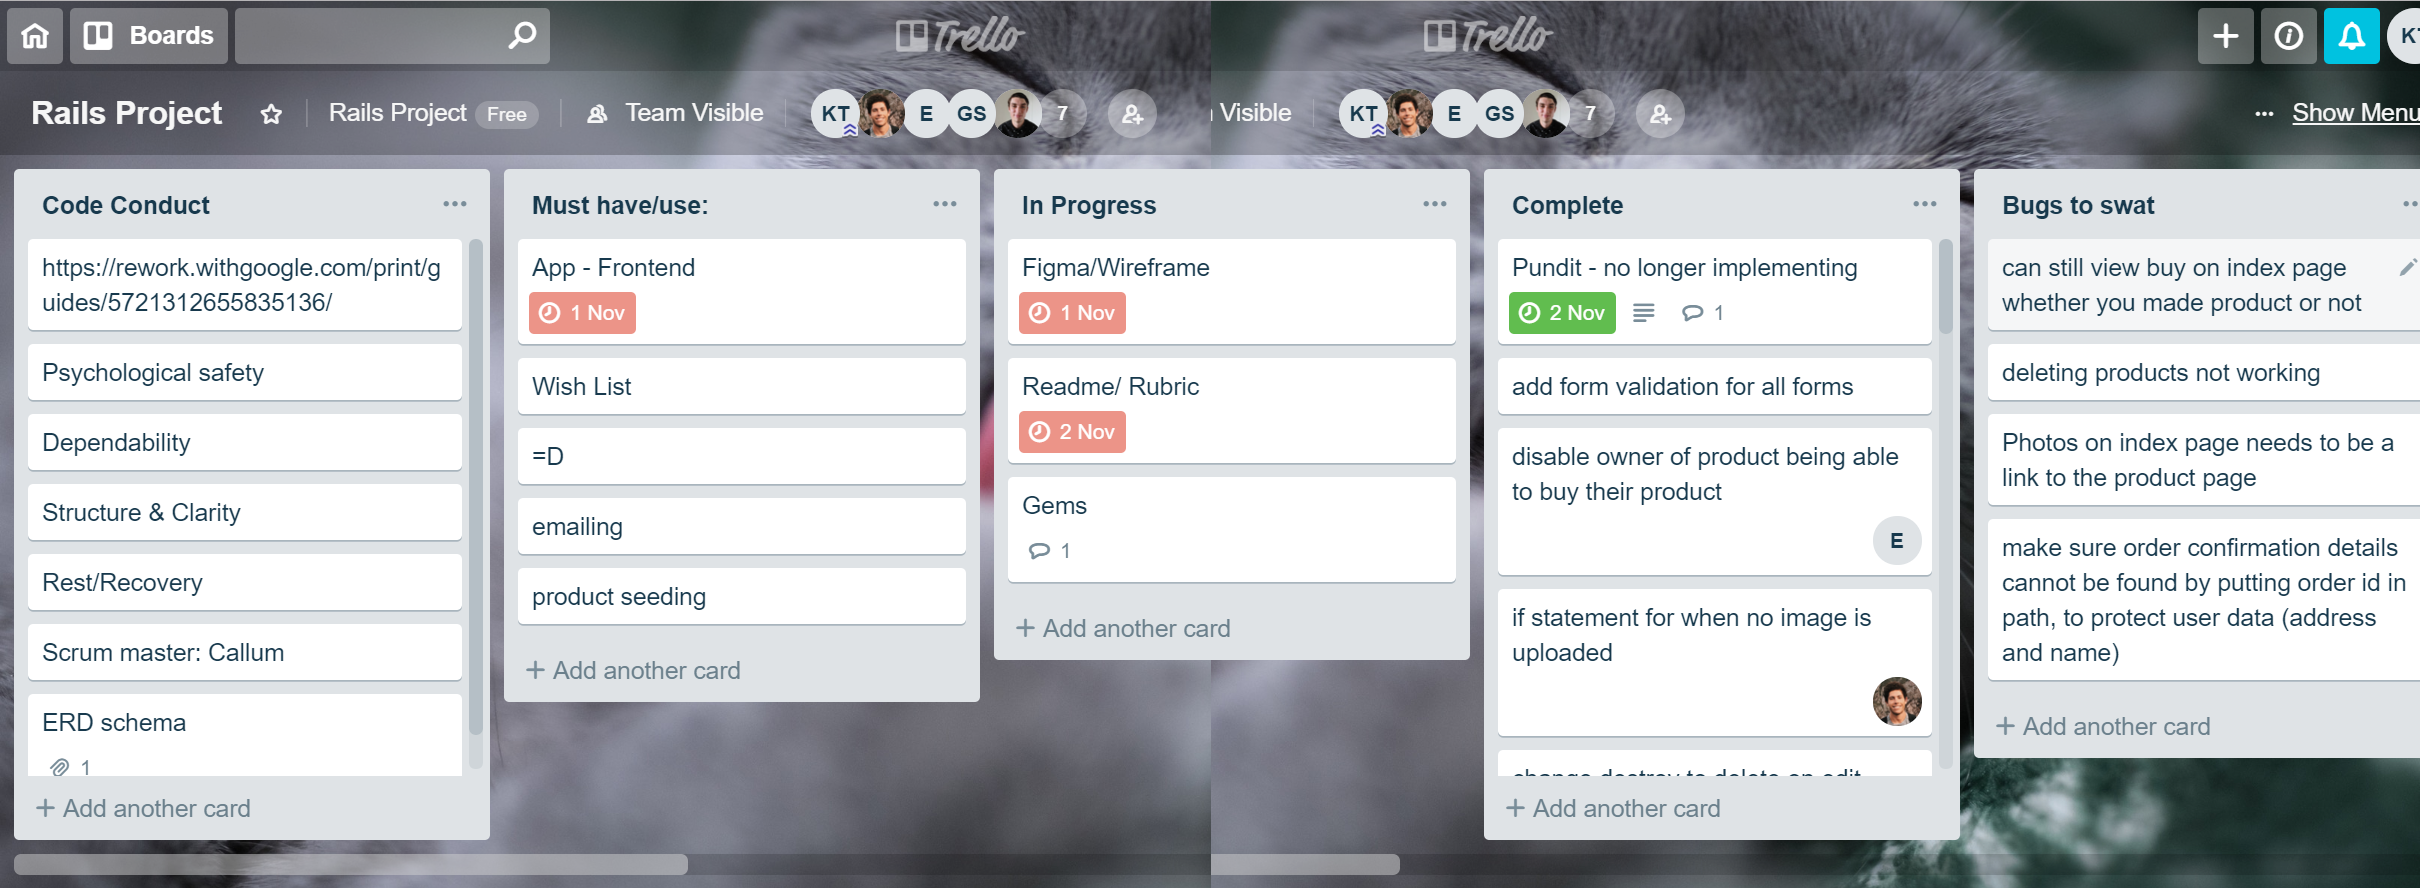 Boards
Trello
Trello
KT
Rails Project
Rails Project Free
Team Visible
KT
E
GS
7
Visible
KT
E
GS
7
Show Menu
Code Conduct
https://rework.withgoogle.com/print/g
uides/5721312655835136/
Psychological safety
Dependability
Structure & Clarity
Rest/Recovery
Scrum master: Callum
ERD schema
1
+ Add another card
Must have/use:
App - Frontend
1 Nov
Wish List
=D
emailing
product seeding
+ Add another card
In Progress
Figma/Wireframe
1 Nov
Readme/ Rubric
2 Nov
Gems
1
+ Add another card
Complete
Pundit - no longer implementing
2 Nov
1
add form validation for all forms
disable owner of product being able
to buy their product
E
if statement for when no image is
uploaded
change destroy to delete on edit
+ Add another card
Bugs to swat
can still view buy on index page
whether you made product or not
deleting products not working
Photos on index page needs to be a
link to the product page
make sure order confirmation details
cannot be found by putting order id in
path, to protect user data (address
and name)
+ Add another card